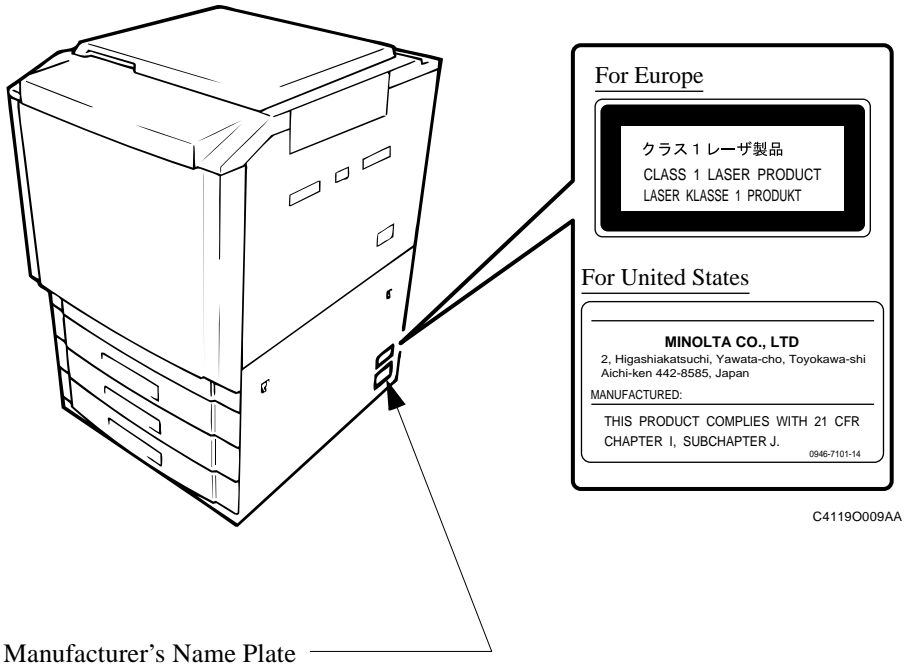 For Europe
クラス１レーザ製品
CLASS 1 LASER PRODUCT
LASER KLASSE 1 PRODUKT
For United States
MINOLTA CO., LTD
2, Higashiakatsuchi, Yawata-cho, Toyokawa-shi
Aichi-ken 442-8585, Japan
MANUFACTURED:
THIS PRODUCT COMPLIES WITH 21 CFR
CHAPTER I, SUBCHAPTER J.
0946-7101-14
C4119O009AA
Manufacturer’s Name Plate